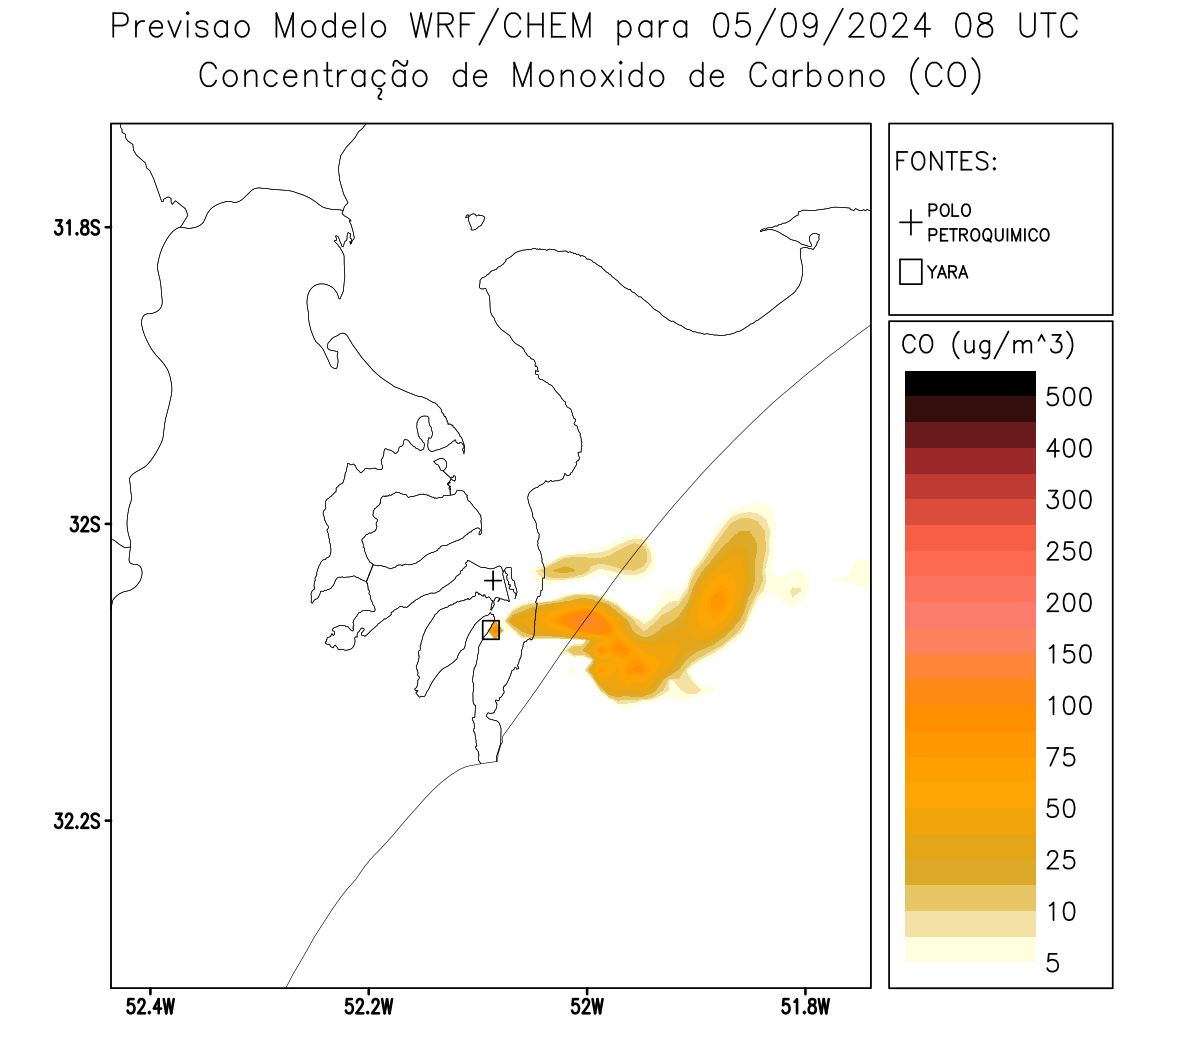 Previsao Modelo WRF/CHEM para 05/09/2024 08 UTC
Concentração de Monoxido de Carbono (CO)
FONTES:
POLO
PETROQUIMICO
YARA
CO (ug/m^3)
500
400
300
250
200
150
100
75
50
25
10
5
31.8S
32S
32.2S
52.4W
52.2W
52W
51.8W